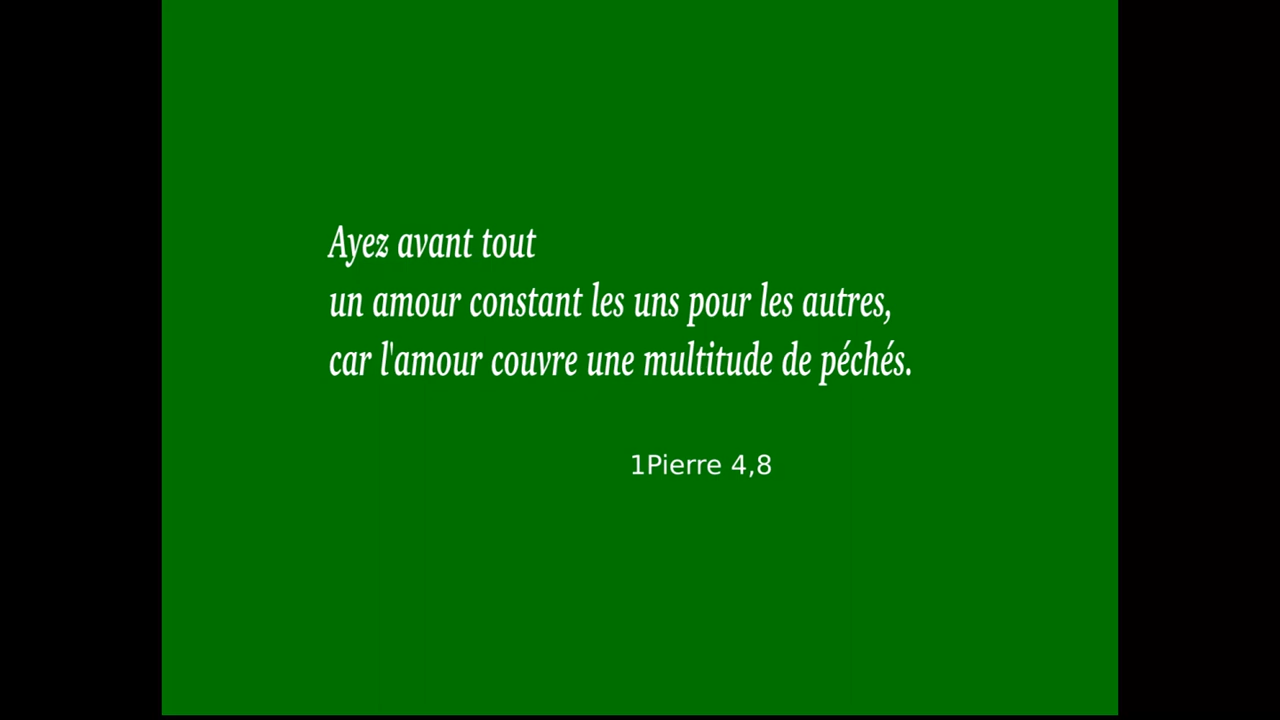 Ayez avant tout
un amour constant les uns pour les autres,
car l'amour couvre une multitude de péchés.
1Pierre 4,8